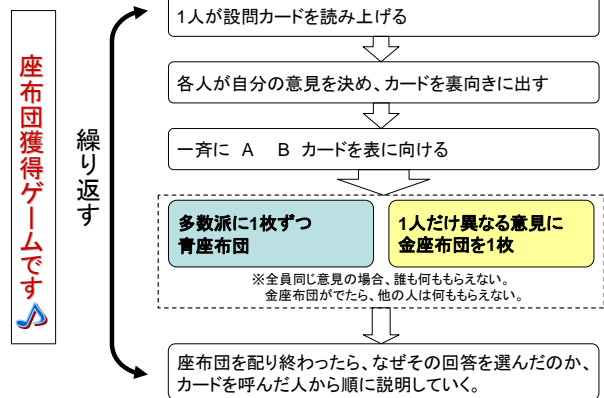 座布団獲得ゲームです♪
繰り返す
1人が設問カードを読み上げる
各人が自分の意見を決め、カードを裏向きに出す
一斉に A B カードを表に向ける
多数派に1枚ずつ
青座布団
1人だけ異なる意見に
金座布団を1枚
※全員同じ意見の場合、誰も何ももらえない。
金座布団がでたら、他の人は何ももらえない。
座布団を配り終わったら、なぜその回答を選んだのか、
カードを呼んだ人から順に説明していく。